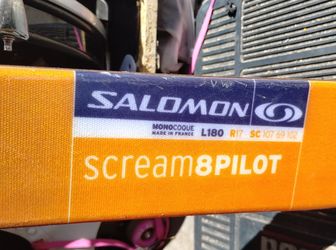 SALOMON
MONOCOQUE
MADE IN FRANCE L180 R17 SC 107 69 102
scream8PILOT